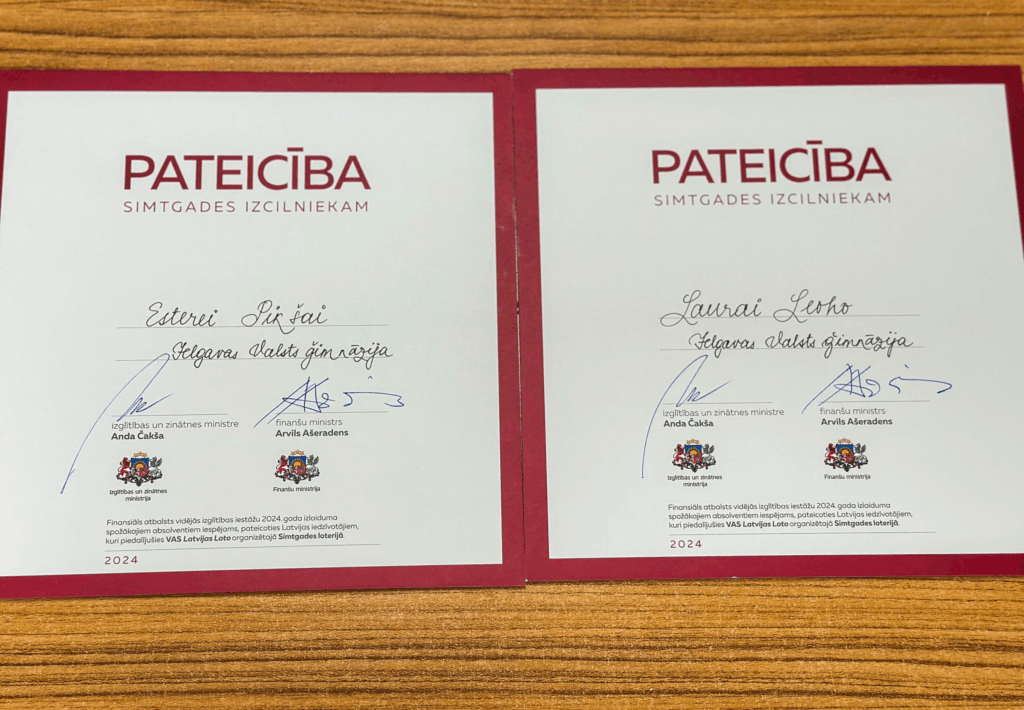 PATEICĪBA
SIMTGADES IZCILNIEKAM
Esterei Pikšai
Jelgavas Valsts ģimnāzija
izglītības un zinātnes ministre
Anda Čakša
finanšu ministrs
Arvils Ašeradens
Izglītības un zinātnes
ministrija
Finanšu ministrija
Finansiāls atbalsts vidējās izglītības iestāžu 2024. gada izlaiduma
spožākajiem absolventiem iespējams, pateicoties Latvijas iedzīvotājiem,
kuri piedalījušies VAS Latvijas Loto organizētajā Simtgades loterijā.
2024
PATEICĪBA
SIMTGADES IZCILNIEKAM
Laurai Leoho
Jelgavas Valsts ģimnāzija
izglītības un zinātnes ministre
Anda Čakša
finanšu ministrs
Arvils Ašeradens
Izglītības un zinātnes
ministrija
Finanšu ministrija
Finansiāls atbalsts vidējās izglītības iestāžu 2024. gada izlaiduma
spožākajiem absolventiem iespējams, pateicoties Latvijas iedzīvotājiem,
kuri piedalījušies VAS Latvijas Loto organizētajā Simtgades loterijā.
2024